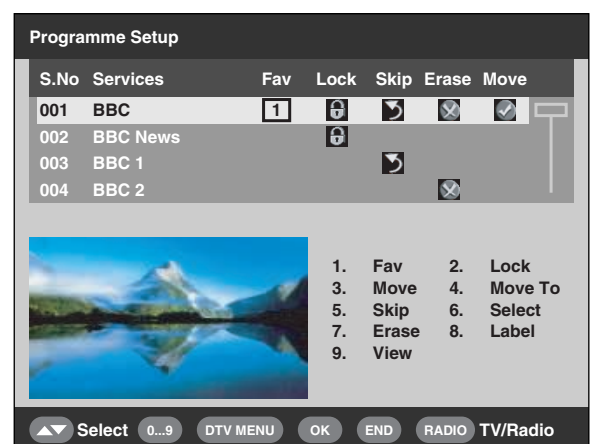 Programme Setup
S.No Services Fav Lock Skip Erase Move
001 BBC 1
002 BBC News
003 BBC 1
004 BBC 2
1. Fav 2. Lock
3. Move 4. Move To
5. Skip 6. Select
7. Erase 8. Label
9. View
Select 0...9 DTV MENU OK END RADIO TV/Radio